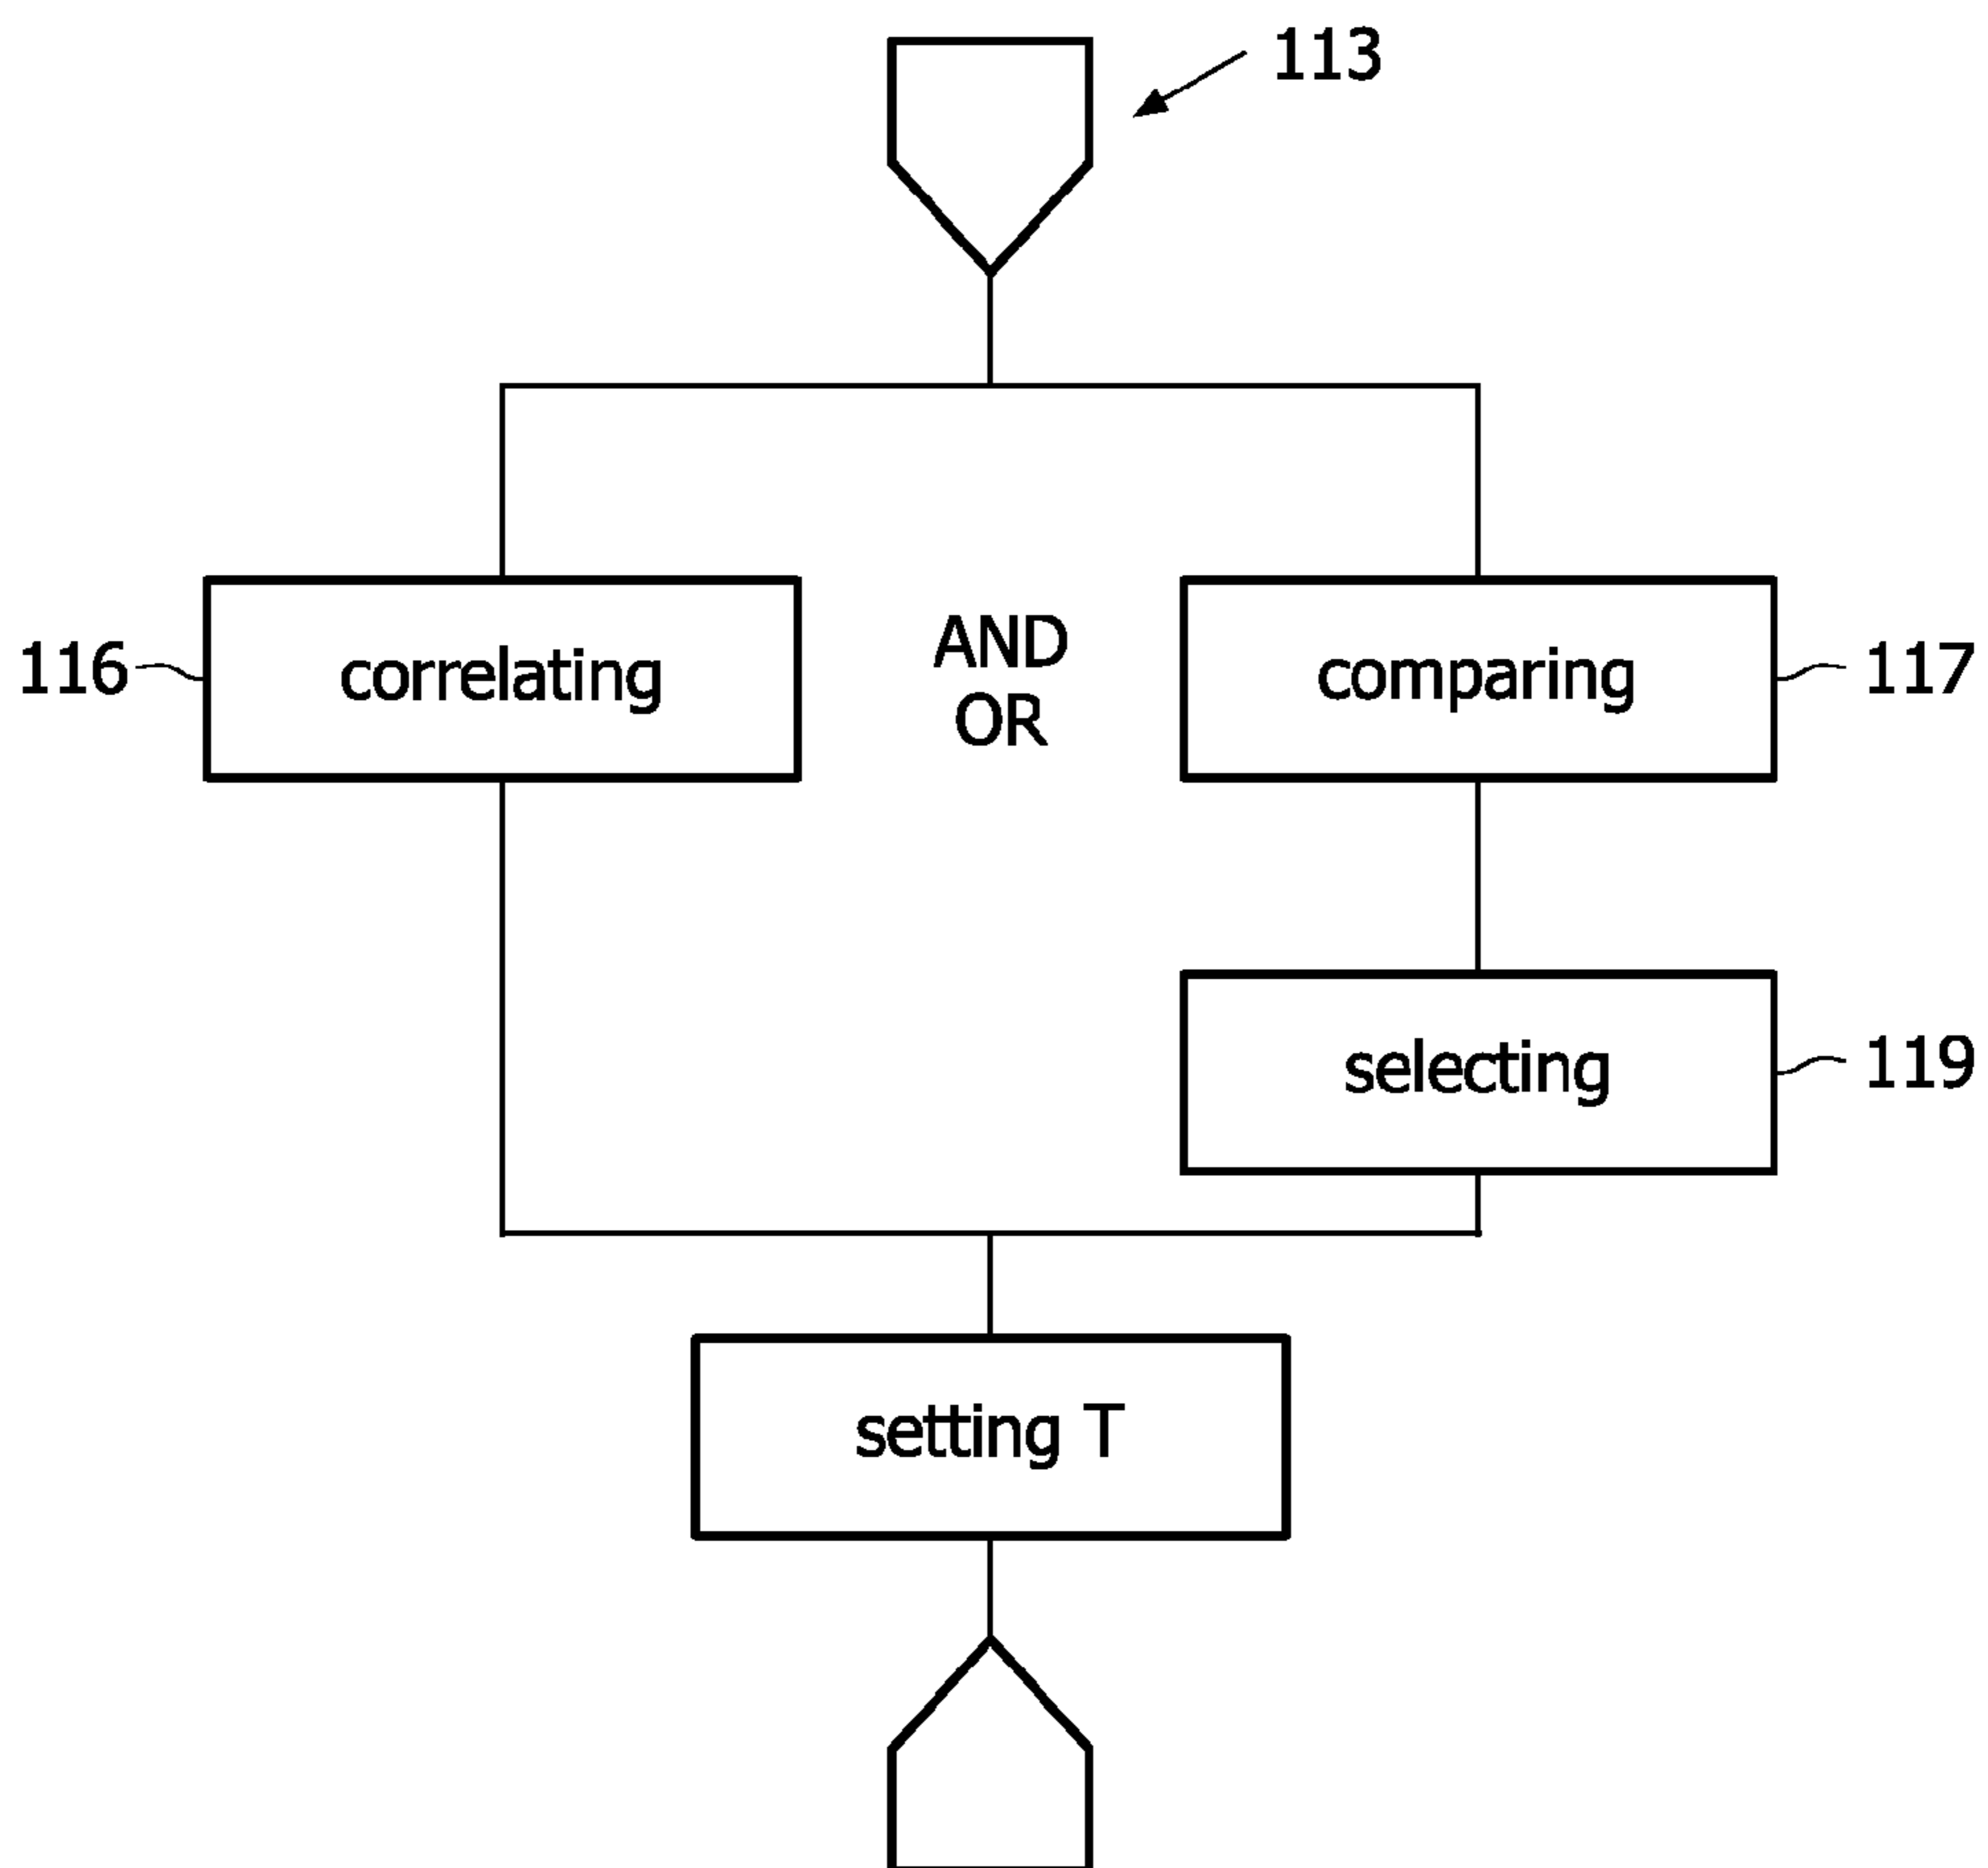 113
AND
OR
116
correlating
comparing
117
selecting
119
setting T